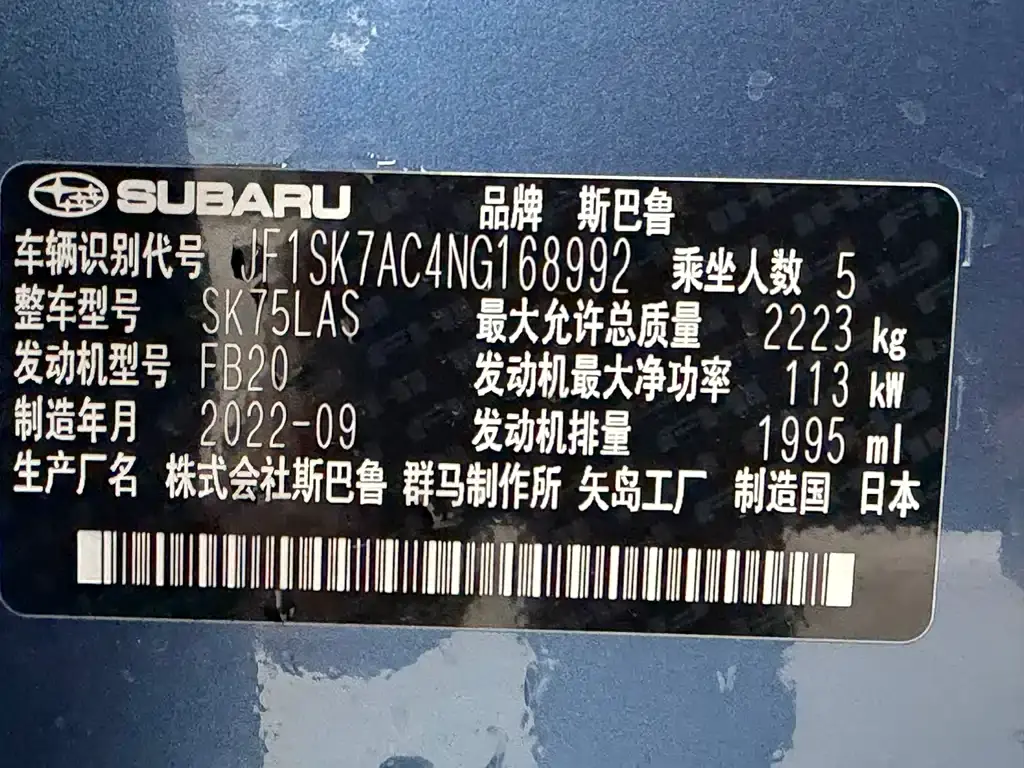 SUBARU 品牌 斯巴鲁
车辆识别代号 JF1SK7AC4NG168992 乘坐人数 5
整车型号 SK75LAS 最大允许总质量 2223 kg
发动机型号 FB20 发动机最大净功率 113 kW
制造年月 2022-09 发动机排量 1995 ml
生产厂名 株式会社斯巴鲁 群马制作所 矢岛工厂 制造国 日本